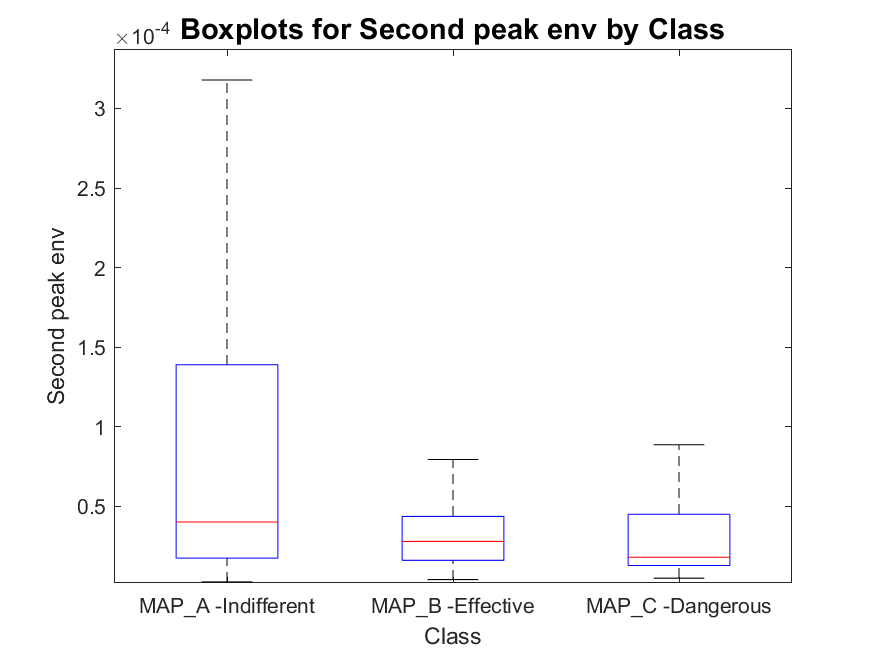 ×10-4
Boxplots for Second peak env by Class
3
2.5
2
1.5
1
0.5
Second peak env
MAP_A -Indifferent
MAP_B -Effective
MAP_C -Dangerous
Class